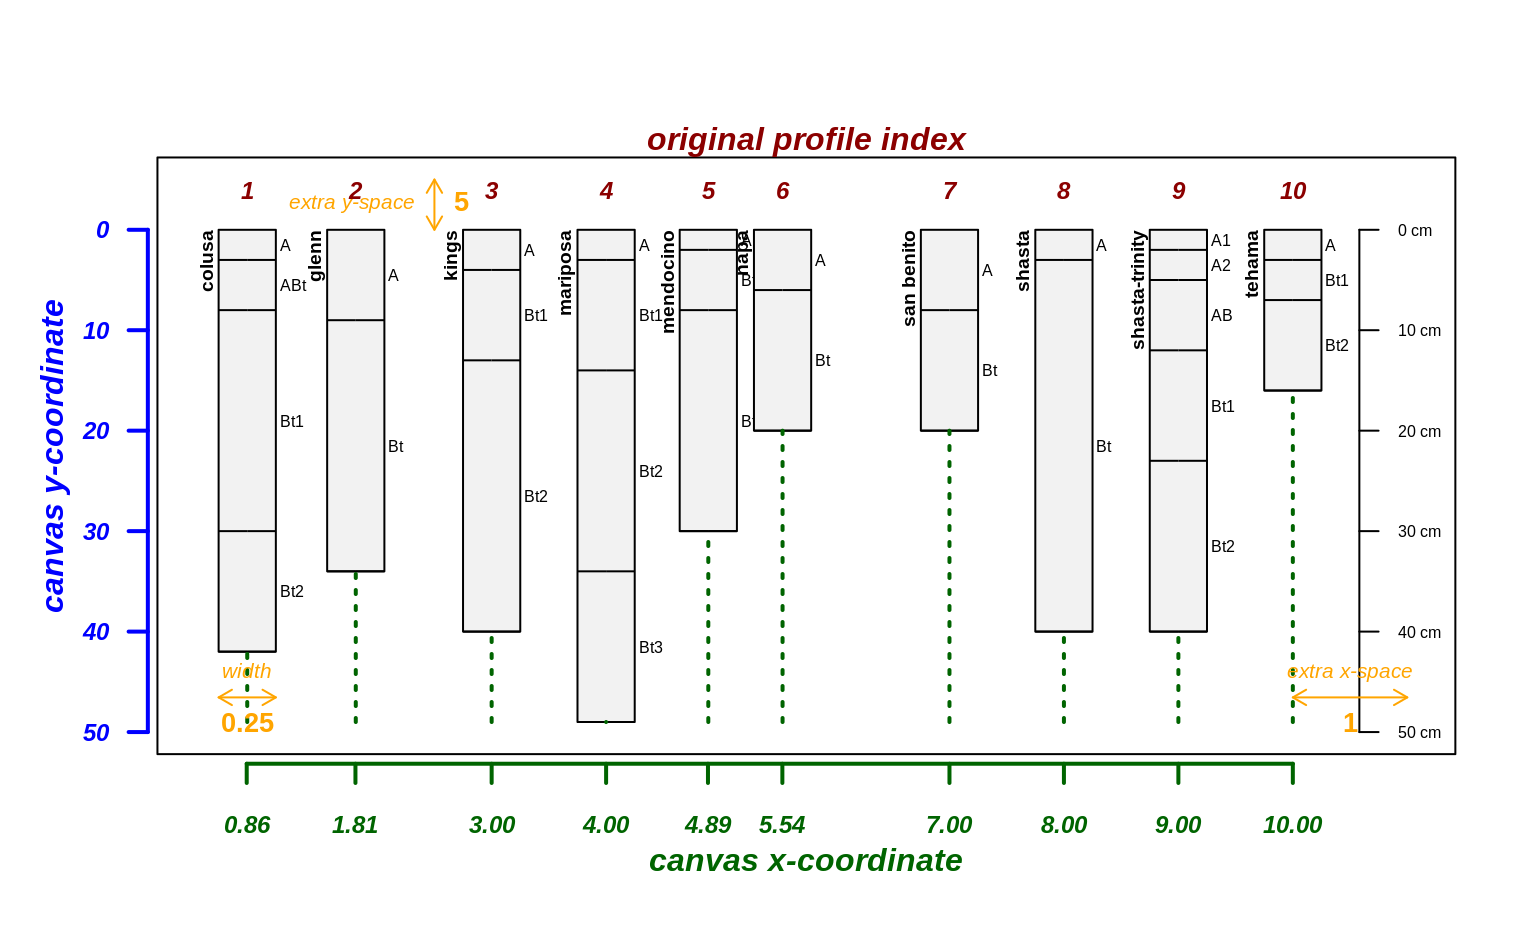 original profile index
1 2 3 4 5 6 7 8 9 10
extra y-space 5
canvas y-coordinate
0
10
20
30
40
50
colusa
A
ABt
Bt1
Bt2
glenn
A
Bt
kings
A
Bt1
Bt2
mariposa
A
Bt1
Bt2
Bt3
mendocino
napa
A
Bt
san benito
A
Bt
shasta
A
Bt
shasta-trinity
A1
A2
AB
Bt1
Bt2
tehama
A
Bt1
Bt2
0 cm
10 cm
20 cm
30 cm
40 cm
50 cm
width
0.25
extra x-space
1
0.86 1.81 3.00 4.00 4.89 5.54 7.00 8.00 9.00 10.00
canvas x-coordinate